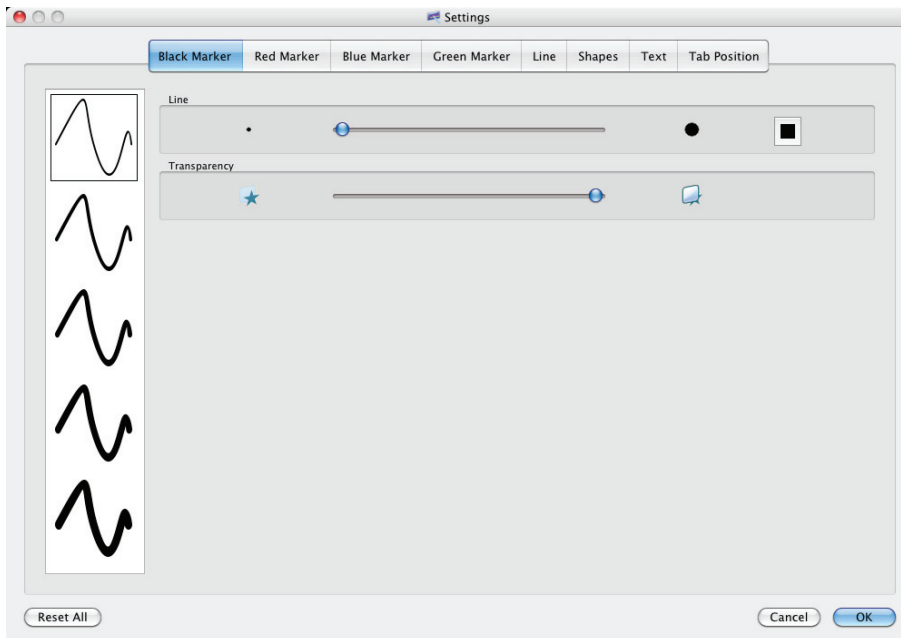 Settings
Black Marker Red Marker Blue Marker Green Marker Line Shapes Text Tab Position
Line
Transparency
Reset All Cancel OK